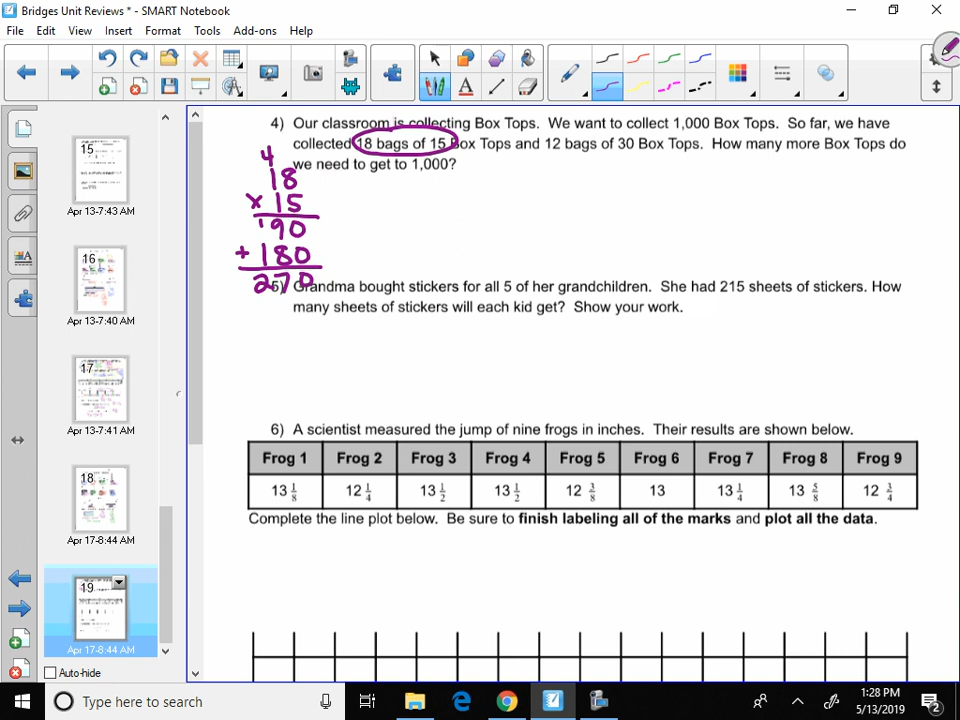 Bridges Unit Reviews * - SMART Notebook
File Edit View Insert Format Tools Add-ons Help
4) Our classroom is collecting Box Tops. We want to collect 1,000 Box Tops. So far, we have
collected 18 bags of 15 Box Tops and 12 bags of 30 Box Tops. How many more Box Tops do
we need to get to 1,000?
4
18
x 15
190
+ 180
270
5) Grandma bought stickers for all 5 of her grandchildren. She had 215 sheets of stickers. How
many sheets of stickers will each kid get? Show your work.
6) A scientist measured the jump of nine frogs in inches. Their results are shown below.
Frog 1 Frog 2 Frog 3 Frog 4 Frog 5 Frog 6 Frog 7 Frog 8 Frog 9
13 1/8 12 1/4 13 1/2 13 1/2 12 3/8 13 13 1/4 13 5/8 12 3/4
Complete the line plot below. Be sure to finish labeling all of the marks and plot all the data.
15
Apr 13-7:43 AM
16
Apr 13-7:40 AM
17
Apr 13-7:41 AM
18
Apr 17-8:44 AM
19
Apr 17-8:44 AM
Auto-hide
Type here to search
1:28 PM
5/13/2019
2